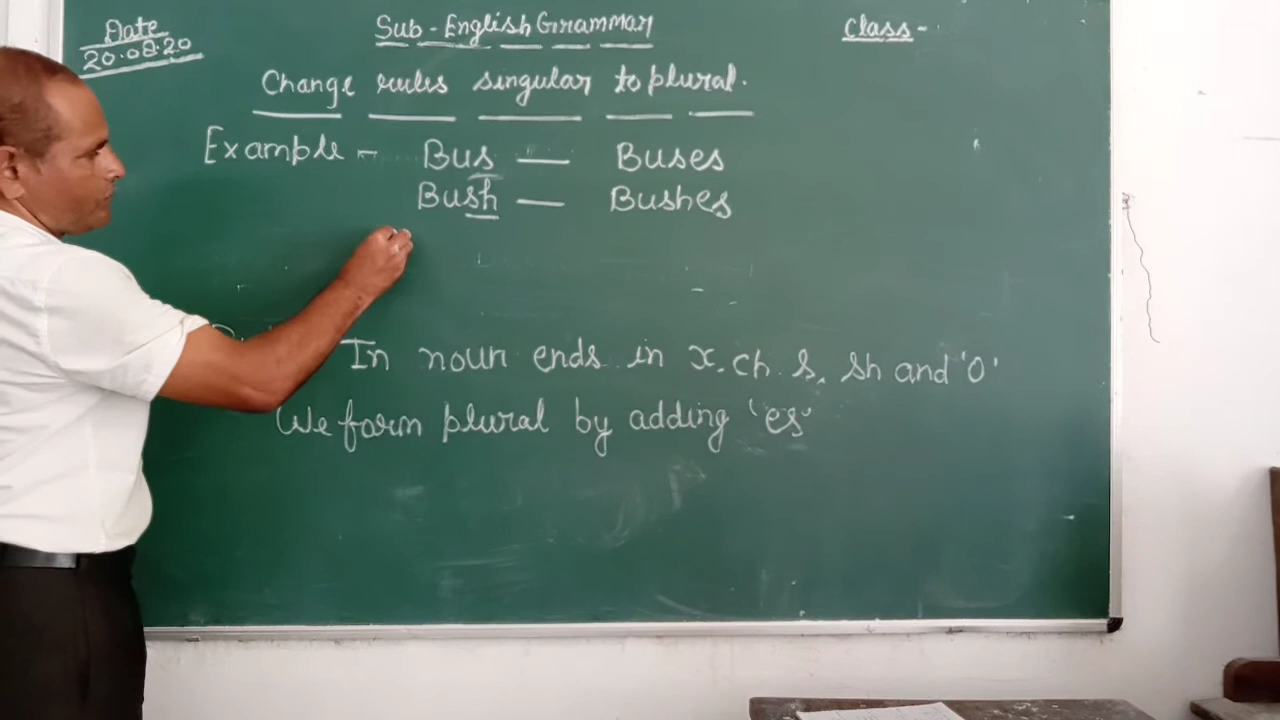 Date
20.08.20
Sub - English Grammar
Class -
Change rules singular to plural.
Example - Bus — Buses
Bush — Bushes
In noun ends in x, ch. s, sh and 'O'
We form plural by adding 'es'